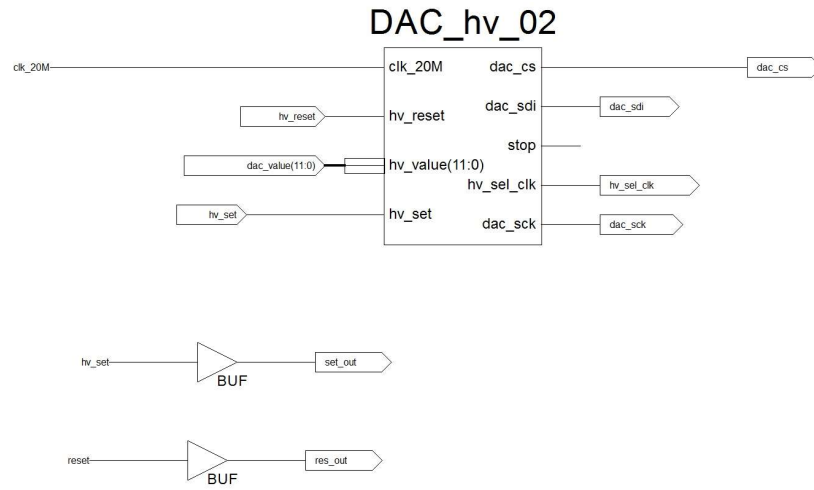 DAC_hv_02
clk_20M clk_20M dac_cs dac_cs
hv_reset hv_reset dac_sdi dac_sdi
stop
dac_value(11:0) hv_value(11:0)
hv_sel_clk hv_sel_clk
hv_set hv_set dac_sck dac_sck
hv_set BUF set_out
reset BUF res_out